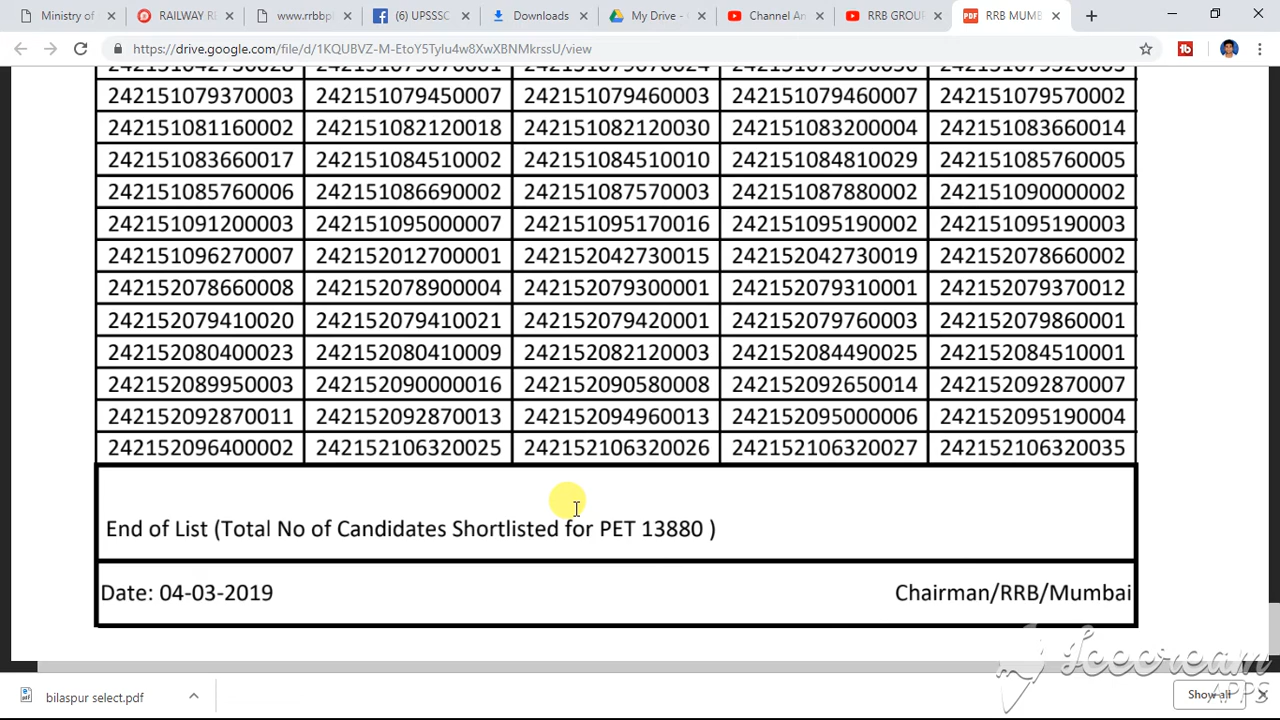 Ministry of
RAILWAY RE
www.rrbbp
(6) UPSSSC
Downloads
My Drive -
Channel An
RRB GROU
PDF RRB MUMB
https://drive.google.com/file/d/1KQUBVZ-M-EtoY5Tylu4w8XwXBNMkrssU/view
242151079370003 242151079450007 242151079460003 242151079460007 242151079570002
242151081160002 242151082120018 242151082120030 242151083200004 242151083660014
242151083660017 242151084510002 242151084510010 242151084810029 242151085760005
242151085760006 242151086690002 242151087570003 242151087880002 242151090000002
242151091200003 242151095000007 242151095170016 242151095190002 242151095190003
242151096270007 242152012700001 242152042730015 242152042730019 242152078660002
242152078660008 242152078900004 242152079300001 242152079310001 242152079370012
242152079410020 242152079410021 242152079420001 242152079760003 242152079860001
242152080400023 242152080410009 242152082120003 242152084490025 242152084510001
242152089950003 242152090000016 242152090580008 242152092650014 242152092870007
242152092870011 242152092870013 242152094960013 242152095000006 242152095190004
242152096400002 242152106320025 242152106320026 242152106320027 242152106320035
End of List (Total No of Candidates Shortlisted for PET 13880 )
Date: 04-03-2019 Chairman/RRB/Mumbai
Icecream
APPS
bilaspur select.pdf
Show all